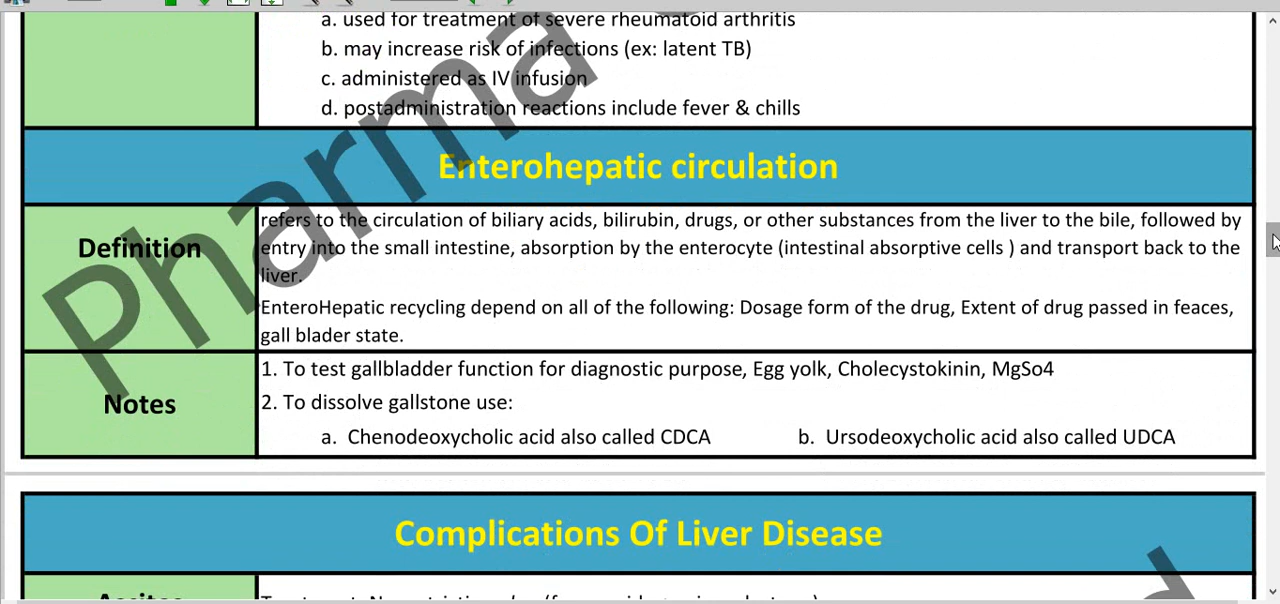 a. used for treatment of severe rheumatoid arthritis
b. may increase risk of infections (ex: latent TB)
c. administered as IV infusion
d. postadministration reactions include fever & chills
Enterohepatic circulation
Definition
refers to the circulation of biliary acids, bilirubin, drugs, or other substances from the liver to the bile, followed by
entry into the small intestine, absorption by the enterocyte (intestinal absorptive cells ) and transport back to the
liver.
EnteroHepatic recycling depend on all of the following: Dosage form of the drug, Extent of drug passed in feaces,
gall blader state.
Notes
1. To test gallbladder function for diagnostic purpose, Egg yolk, Cholecystokinin, MgSo4
2. To dissolve gallstone use:
a. Chenodeoxycholic acid also called CDCA b. Ursodeoxycholic acid also called UDCA
Complications Of Liver Disease
Pharma